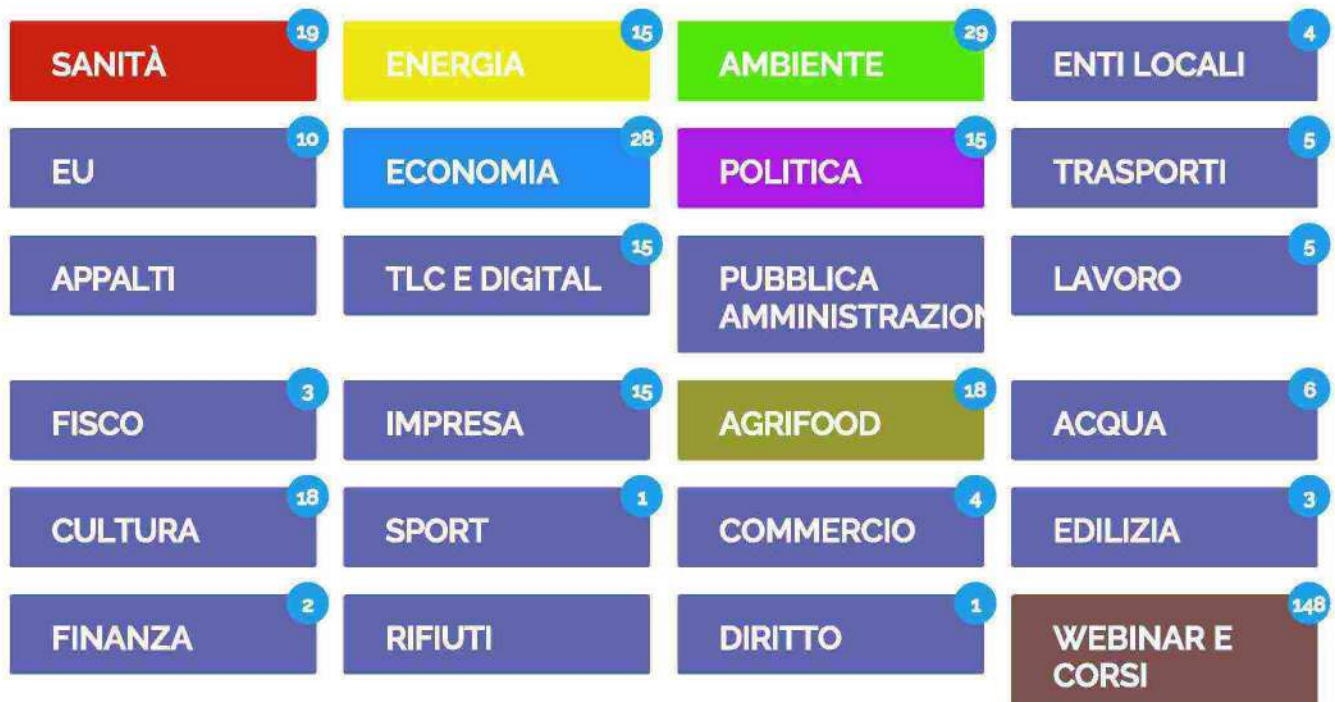 19
SANITÀ
15
ENERGIA
29
AMBIENTE
4
ENTI LOCALI
10
EU
28
ECONOMIA
15
POLITICA
5
TRASPORTI
APPALTI
15
TLC E DIGITAL
PUBBLICA
AMMINISTRAZION
5
LAVORO
3
FISCO
15
IMPRESA
18
AGRIFOOD
6
ACQUA
18
CULTURA
1
SPORT
4
COMMERCIO
3
EDILIZIA
2
FINANZA
RIFIUTI
1
DIRITTO
148
WEBINAR E
CORSI